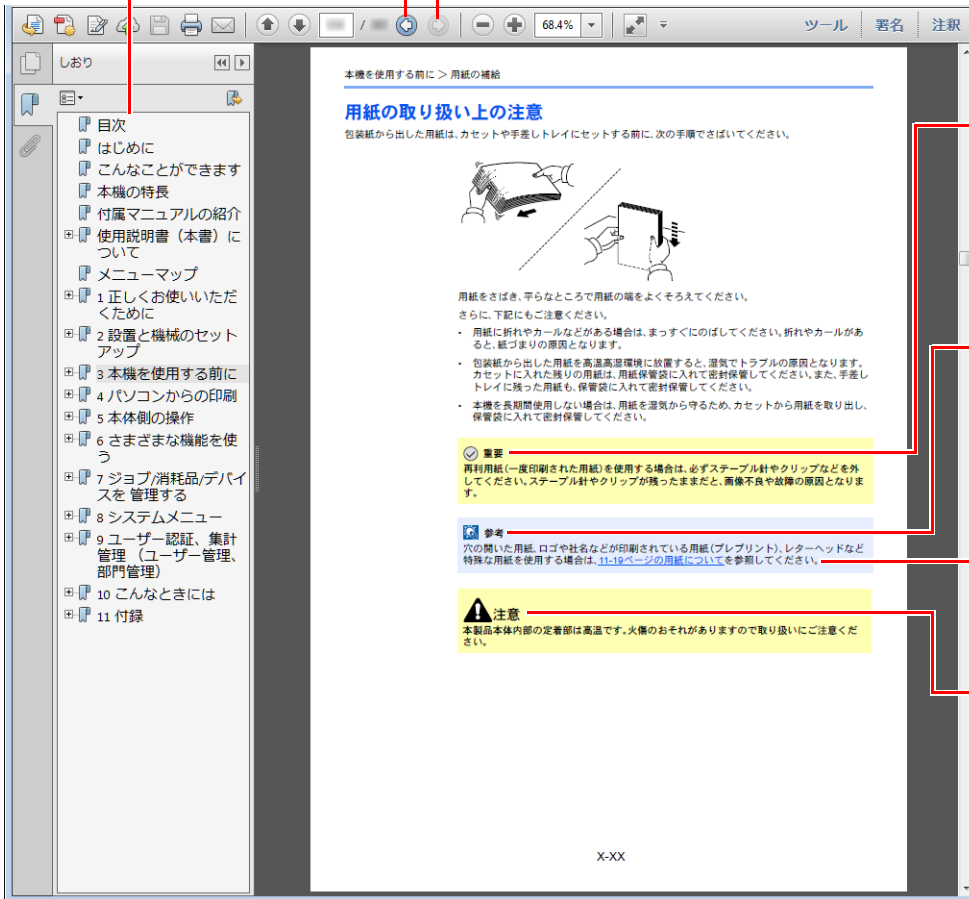 /
68.4%
ツール
署名
注釈
しおり
目次
はじめに
こんなことができます
本機の特長
付属マニュアルの紹介
使用説明書（本書）に
ついて
メニューマップ
1 正しくお使いいただ
くために
2 設置と機械のセット
アップ
3 本機を使用する前に
4 パソコンからの印刷
5 本体側の操作
6 さまざまな機能を使
う
7 ジョブ/消耗品/デバイ
スを 管理する
8 システムメニュー
9 ユーザー認証、集計
管理 （ユーザー管理、
部門管理）
10 こんなときには
11 付録
本機を使用する前に > 用紙の補給
用紙の取り扱い上の注意
包装紙から出した用紙は、カセットや手差しトレイにセットする前に、次の手順でさばいてください。
用紙をさばき、平らなところで用紙の端をよくそろえてください。
さらに、下記にもご注意ください。
• 用紙に折れやカールなどがある場合は、まっすぐにのばしてください。折れやカールがあ
ると、紙づまりの原因となります。
• 包装紙から出した用紙を高温高湿環境に放置すると、湿気でトラブルの原因となります。
カセットに入れた残りの用紙は、用紙保管袋に入れて密封保管してください。また、手差し
トレイに残った用紙も、保管袋に入れて密封保管してください。
• 本機を長期間使用しない場合は、用紙を湿気から守るため、カセットから用紙を取り出し、
保管袋に入れて密封保管してください。
重要
再利用紙（一度印刷された用紙）を使用する場合は、必ずステープル針やクリップなどを外
してください。ステープル針やクリップが残ったままだと、画像不良や故障の原因となりま
す。
参考
穴の開いた用紙、ロゴや社名などが印刷されている用紙（プレプリント）、レターヘッドなど
特殊な用紙を使用する場合は、11-19ページの用紙についてを参照してください。
注意
本製品本体内部の定着部は高温です。火傷のおそれがありますので取り扱いにご注意くだ
さい。
X-XX